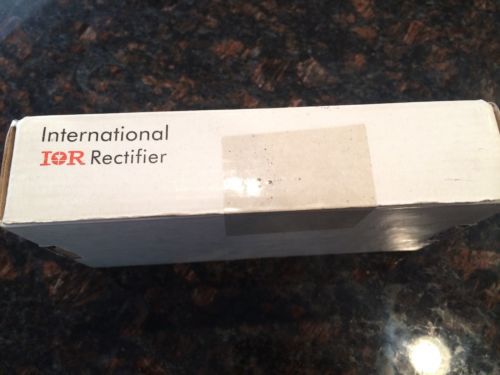 International
IOR Rectifier